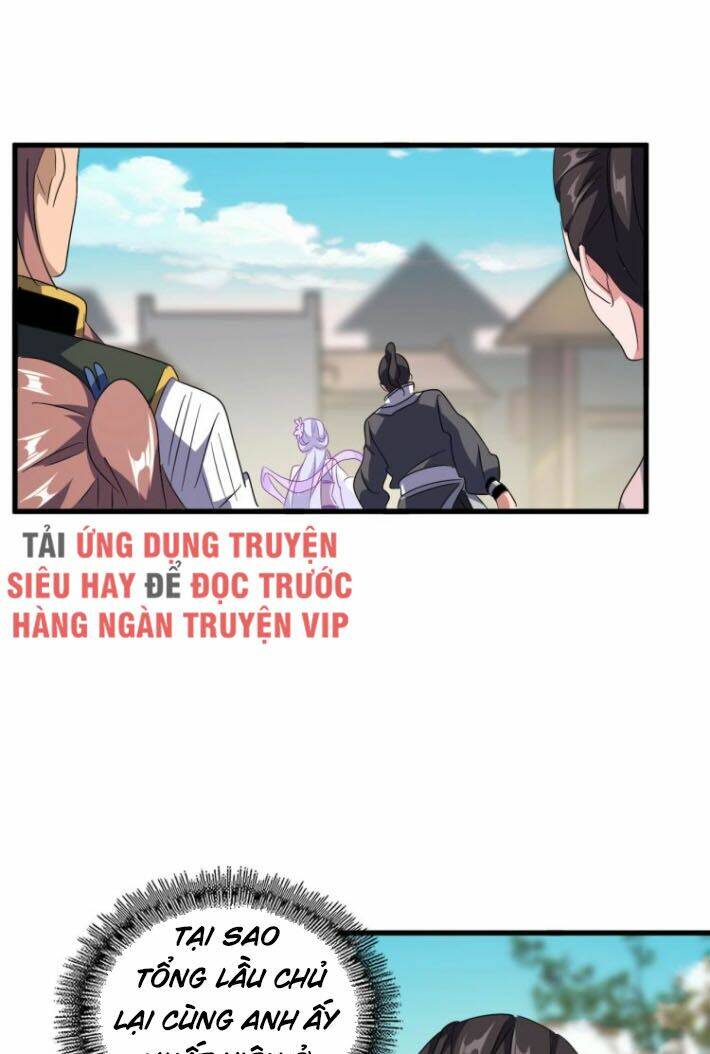 TẢI ỨNG DỤNG TRUYỆN
SIÊU HAY ĐỂ ĐỌC TRƯỚC
HÀNG NGÀN TRUYỆN VIP
TẠI SAO
TỔNG LẦU CHỦ
LẠI CÙNG ANH ẤY